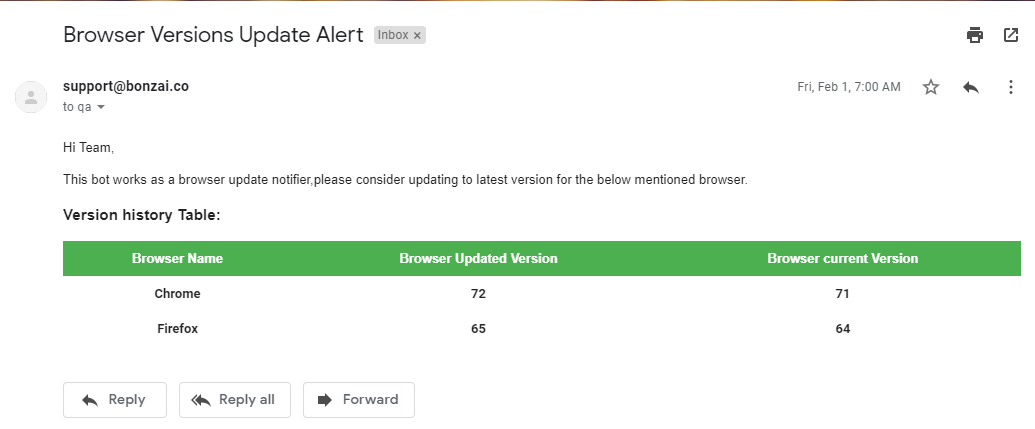 Browser Versions Update Alert Inbox ×
support@bonzai.co Fri, Feb 1, 7:00 AM
to qa
Hi Team,
This bot works as a browser update notifier,please consider updating to latest version for the below mentioned browser.
Version history Table:
Browser Name Browser Updated Version Browser current Version
Chrome 72 71
Firefox 65 64
Reply Reply all Forward